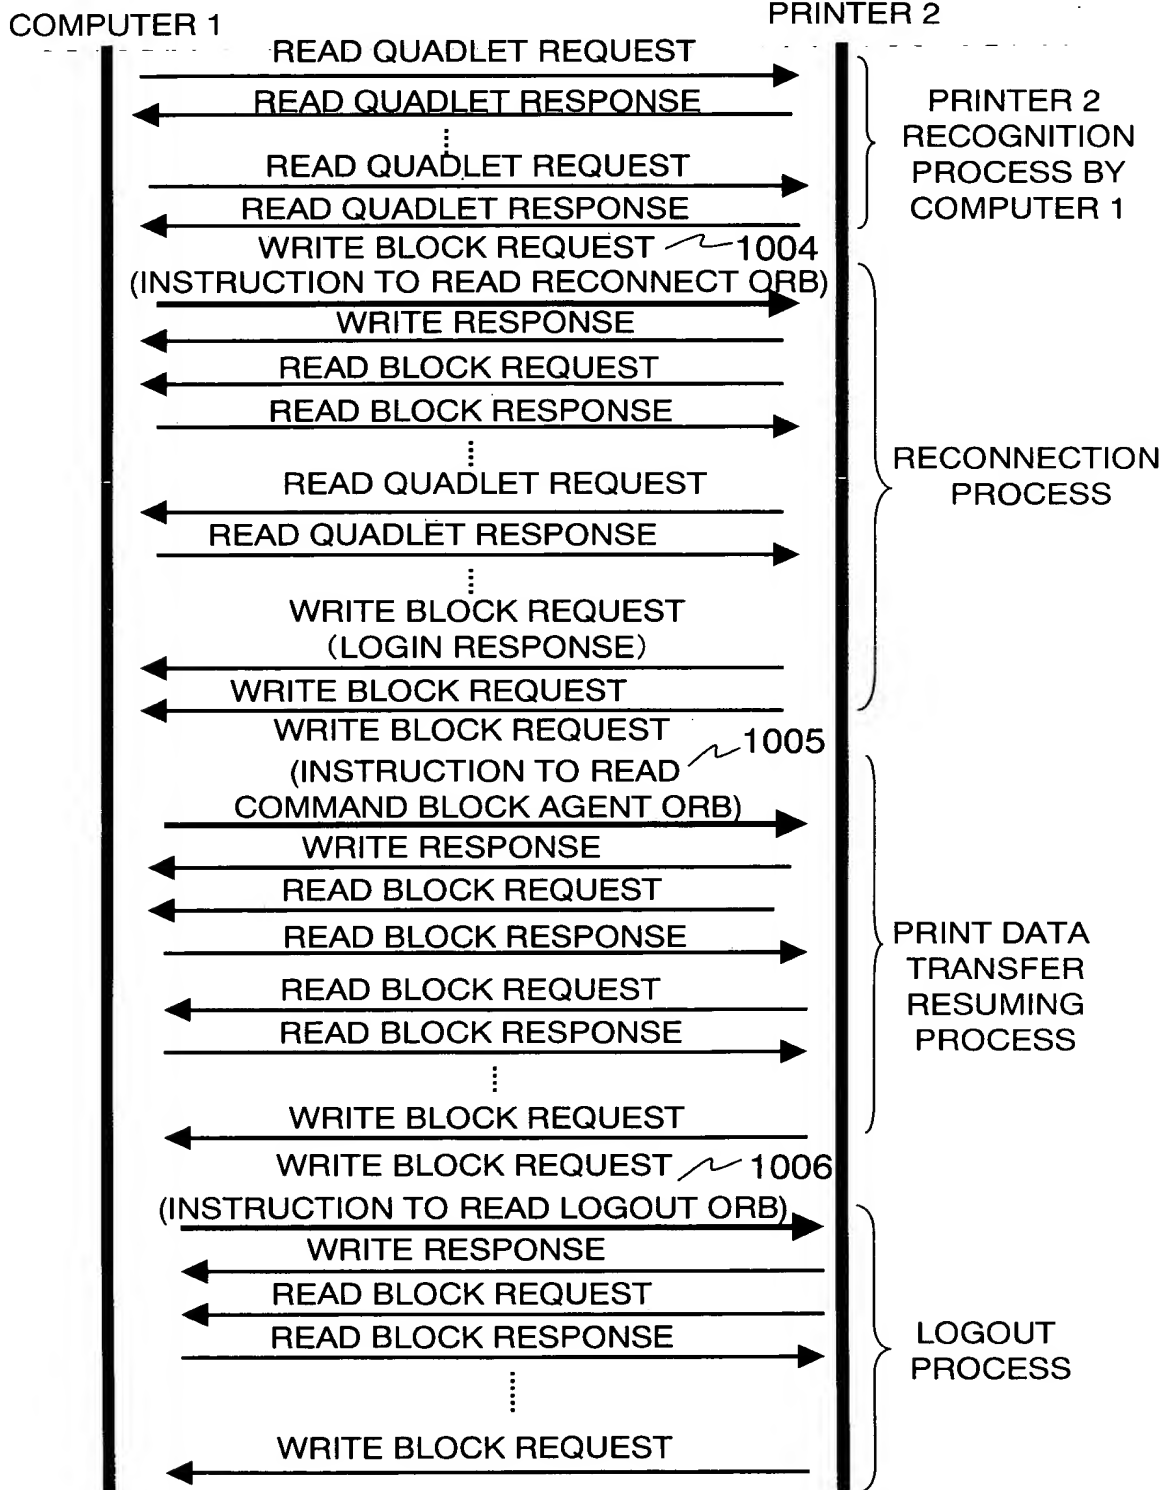 COMPUTER 1
PRINTER 2
READ QUADLET REQUEST
READ QUADLET RESPONSE
READ QUADLET REQUEST
READ QUADLET RESPONSE
PRINTER 2
RECOGNITION
PROCESS BY
COMPUTER 1
WRITE BLOCK REQUEST 1004
(INSTRUCTION TO READ RECONNECT ORB)
WRITE RESPONSE
READ BLOCK REQUEST
READ BLOCK RESPONSE
READ QUADLET REQUEST
READ QUADLET RESPONSE
WRITE BLOCK REQUEST
(LOGIN RESPONSE)
WRITE BLOCK REQUEST
RECONNECTION
PROCESS
WRITE BLOCK REQUEST
1005
(INSTRUCTION TO READ
COMMAND BLOCK AGENT ORB)
WRITE RESPONSE
READ BLOCK REQUEST
READ BLOCK RESPONSE
READ BLOCK REQUEST
READ BLOCK RESPONSE
WRITE BLOCK REQUEST
PRINT DATA
TRANSFER
RESUMING
PROCESS
WRITE BLOCK REQUEST 1006
(INSTRUCTION TO READ LOGOUT ORB)
WRITE RESPONSE
READ BLOCK REQUEST
READ BLOCK RESPONSE
WRITE BLOCK REQUEST
LOGOUT
PROCESS